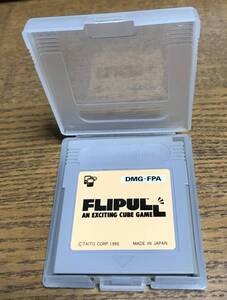 DMG-FPA
FLIPULL
AN EXCITING CUBE GAME
©TAITO CORP. 1990 MADE IN JAPAN